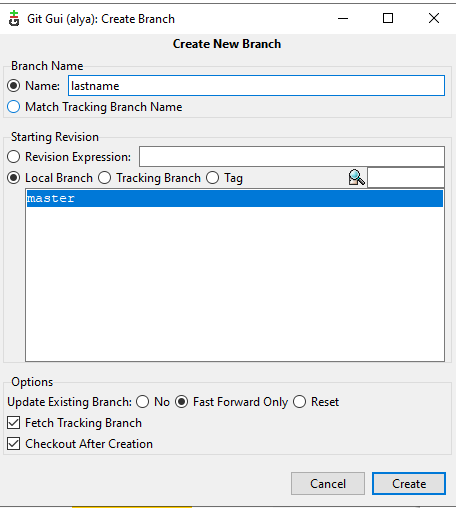 Git Gui (alya): Create Branch
Create New Branch
Branch Name
Name: lastname
Match Tracking Branch Name
Starting Revision
Revision Expression:
Local Branch Tracking Branch Tag
master
Options
Update Existing Branch: No Fast Forward Only Reset
Fetch Tracking Branch
Checkout After Creation
Cancel Create